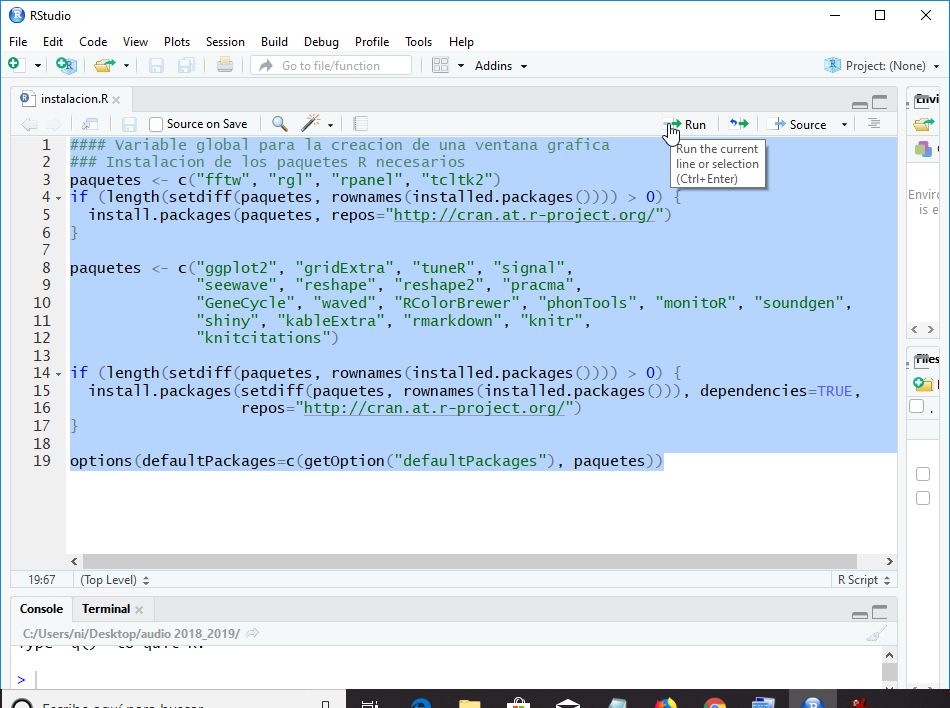 RStudio
File Edit Code View Plots Session Build Debug Profile Tools Help
Go to file/function Addins Project: (None)
instalacion.R
Source on Save Run Source
Run the current
line or selection
(Ctrl+Enter)
1 #### Variable global para la creacion de una ventana grafica
2 ### Instalacion de los paquetes R necesarios
3 paquetes <- c("fftw", "rgl", "rpanel", "tcltk2")
4 if (length(setdiff(paquetes, rownames(installed.packages()))) > 0) {
5 install.packages(paquetes, repos="http://cran.at.r-project.org/")
6 }
7
8 paquetes <- c("ggplot2", "gridExtra", "tuneR", "signal",
9 "seewave", "reshape", "reshape2", "pracma",
10 "GeneCycle", "waved", "RColorBrewer", "phonTools", "monitoR", "soundgen",
11 "shiny", "kableExtra", "rmarkdown", "knitr",
12 "knitcitations")
13
14 if (length(setdiff(paquetes, rownames(installed.packages()))) > 0) {
15 install.packages(setdiff(paquetes, rownames(installed.packages())), dependencies=TRUE,
16 repos="http://cran.at.r-project.org/")
17 }
18
19 options(defaultPackages=c(getOption("defaultPackages"), paquetes))
19:67 (Top Level) R Script
Envi
Enviro
is e
Files
Console Terminal
C:/Users/ni/Desktop/audio 2018_2019/
Type 'q()' to quit R.
>
Escribe aquí para buscar